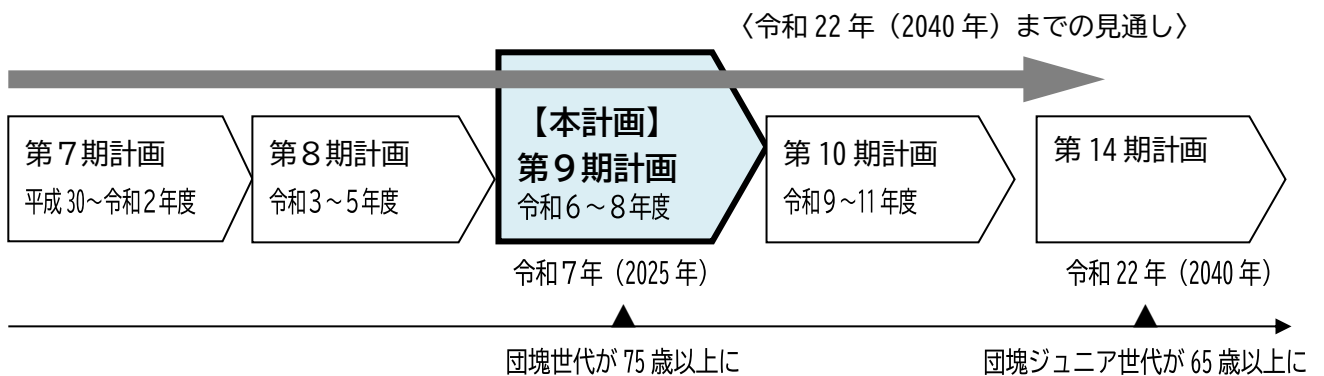 〈令和 22 年（2040 年）までの見通し〉
第７期計画
平成 30～令和２年度
第８期計画
令和３～５年度
【本計画】
第９期計画
令和６～８年度
第 10 期計画
令和９～11 年度
第 14 期計画
令和７年（2025 年）
令和 22 年（2040 年）
▲
▲
団塊世代が 75 歳以上に
団塊ジュニア世代が 65 歳以上に